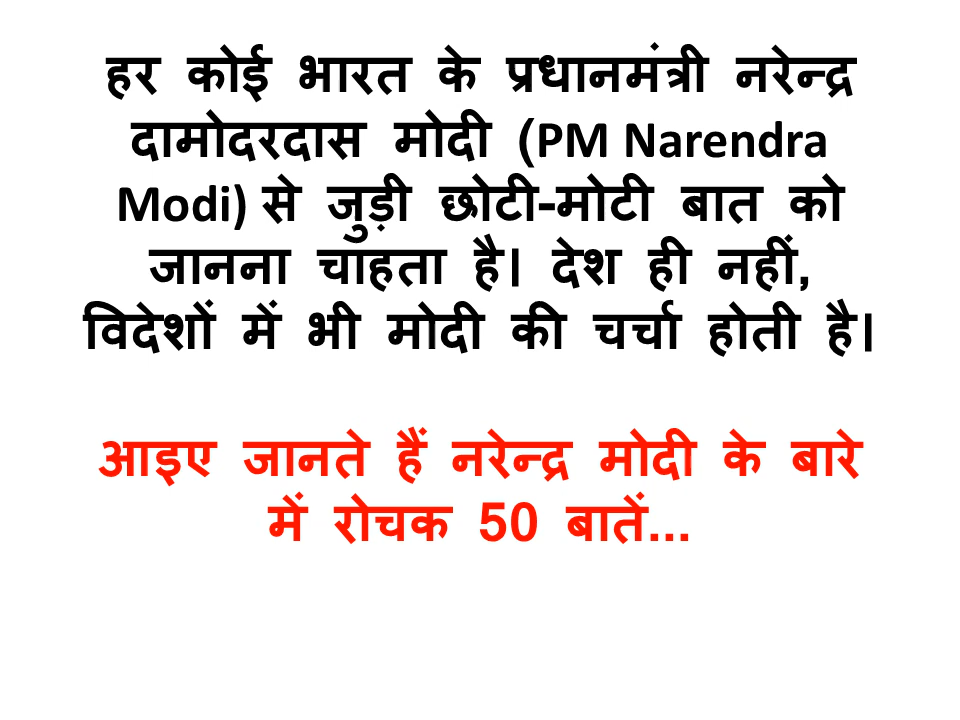 हर कोई भारत के प्रधानमंत्री नरेन्द्र
दामोदरदास मोदी (PM Narendra
Modi) से जुड़ी छोटी-मोटी बात को
जानना चाहता है। देश ही नहीं,
विदेशों में भी मोदी की चर्चा होती है।
आइए जानते हैं नरेन्द्र मोदी के बारे
में रोचक 50 बातें...